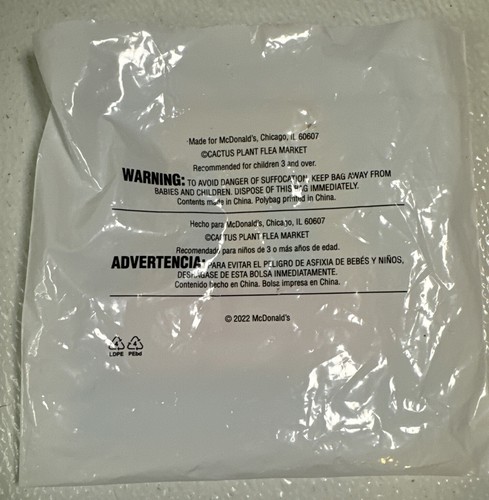 Made for McDonald's, Chicago, IL 60607
©CACTUS PLANT FLEA MARKET
Recommended for children 3 and over.
WARNING: TO AVOID DANGER OF SUFFOCATION, KEEP BAG AWAY FROM
BABIES AND CHILDREN. DISPOSE OF THIS BAG IMMEDIATELY.
Contents made in China. Polybag printed in China.
Hecho para McDonald's, Chicago, IL 60607
©CACTUS PLANT FLEA MARKET
Recomendado para niños de 3 o más años de edad.
ADVERTENCIA: PARA EVITAR EL PELIGRO DE ASFIXIA DE BEBÉS Y NIÑOS,
DESHÁGASE DE ESTA BOLSA INMEDIATAMENTE.
Contenido hecho en China. Bolsa impresa en China.
© 2022 McDonald's
4 4
LDPE PEbd